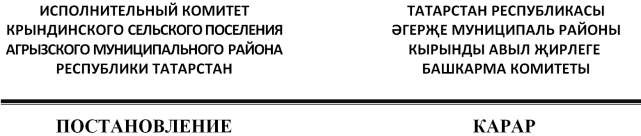 ИСПОЛНИТЕЛЬНЫЙ КОМИТЕТ
КРЫНДИНСКОГО СЕЛЬСКОГО ПОСЕЛЕНИЯ
АГРЫЗСКОГО МУНИЦИПАЛЬНОГО РАЙОНА
РЕСПУБЛИКИ ТАТАРСТАН
ТАТАРСТАН РЕСПУБЛИКАСЫ
ӘГЕРҖЕ МУНИЦИПАЛЬ РАЙОНЫ
КЫРЫНДЫ АВЫЛ ҖИРЛЕГЕ
БАШКАРМА КОМИТЕТЫ
ПОСТАНОВЛЕНИЕ
КАРАР